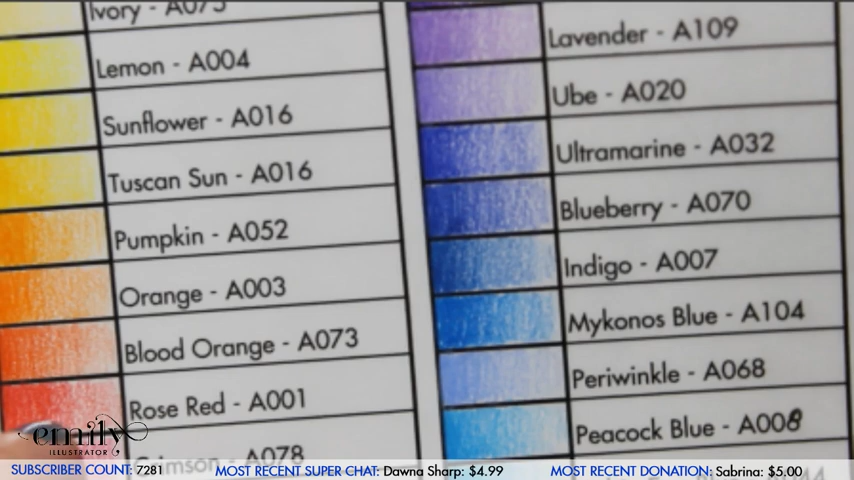 Ivory - A075
Lemon - A004
Sunflower - A016
Tuscan Sun - A016
Pumpkin - A052
Orange - A003
Blood Orange - A073
Rose Red - A001
Crimson - A078
Lavender - A109
Ube - A020
Ultramarine - A032
Blueberry - A070
Indigo - A007
Mykonos Blue - A104
Periwinkle - A068
Peacock Blue - A008
emily
ILLUSTRATOR
SUBSCRIBER COUNT: 7281
MOST RECENT SUPER CHAT: Dawna Sharp: $4.99
MOST RECENT DONATION: Sabrina: $5.00